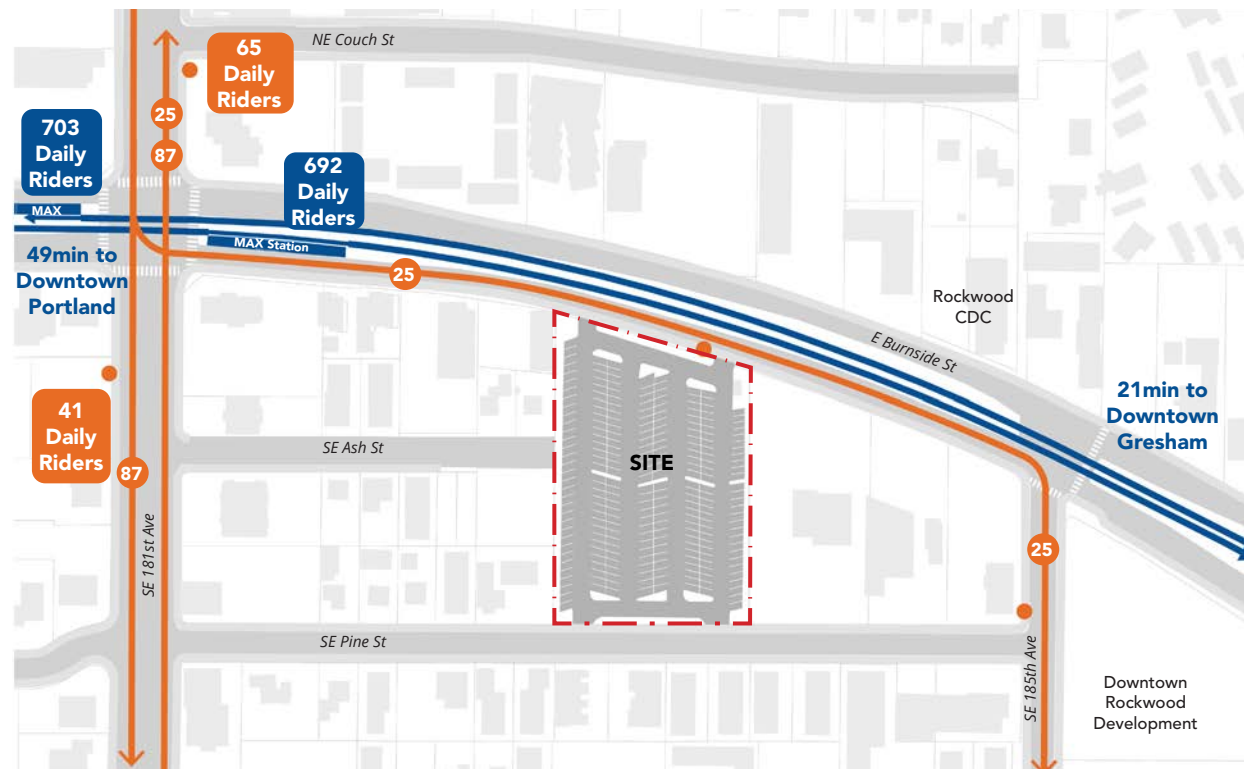 NE Couch St
65
Daily
Riders
25
87
703
Daily
Riders
692
Daily
Riders
MAX
MAX Station
49min to
Downtown
Portland
25
Rockwood
CDC
E Burnside St
21min to
Downtown
Gresham
41
Daily
Riders
SE Ash St
SITE
87
SE 181st Ave
25
SE Pine St
SE 185th Ave
Downtown
Rockwood
Development